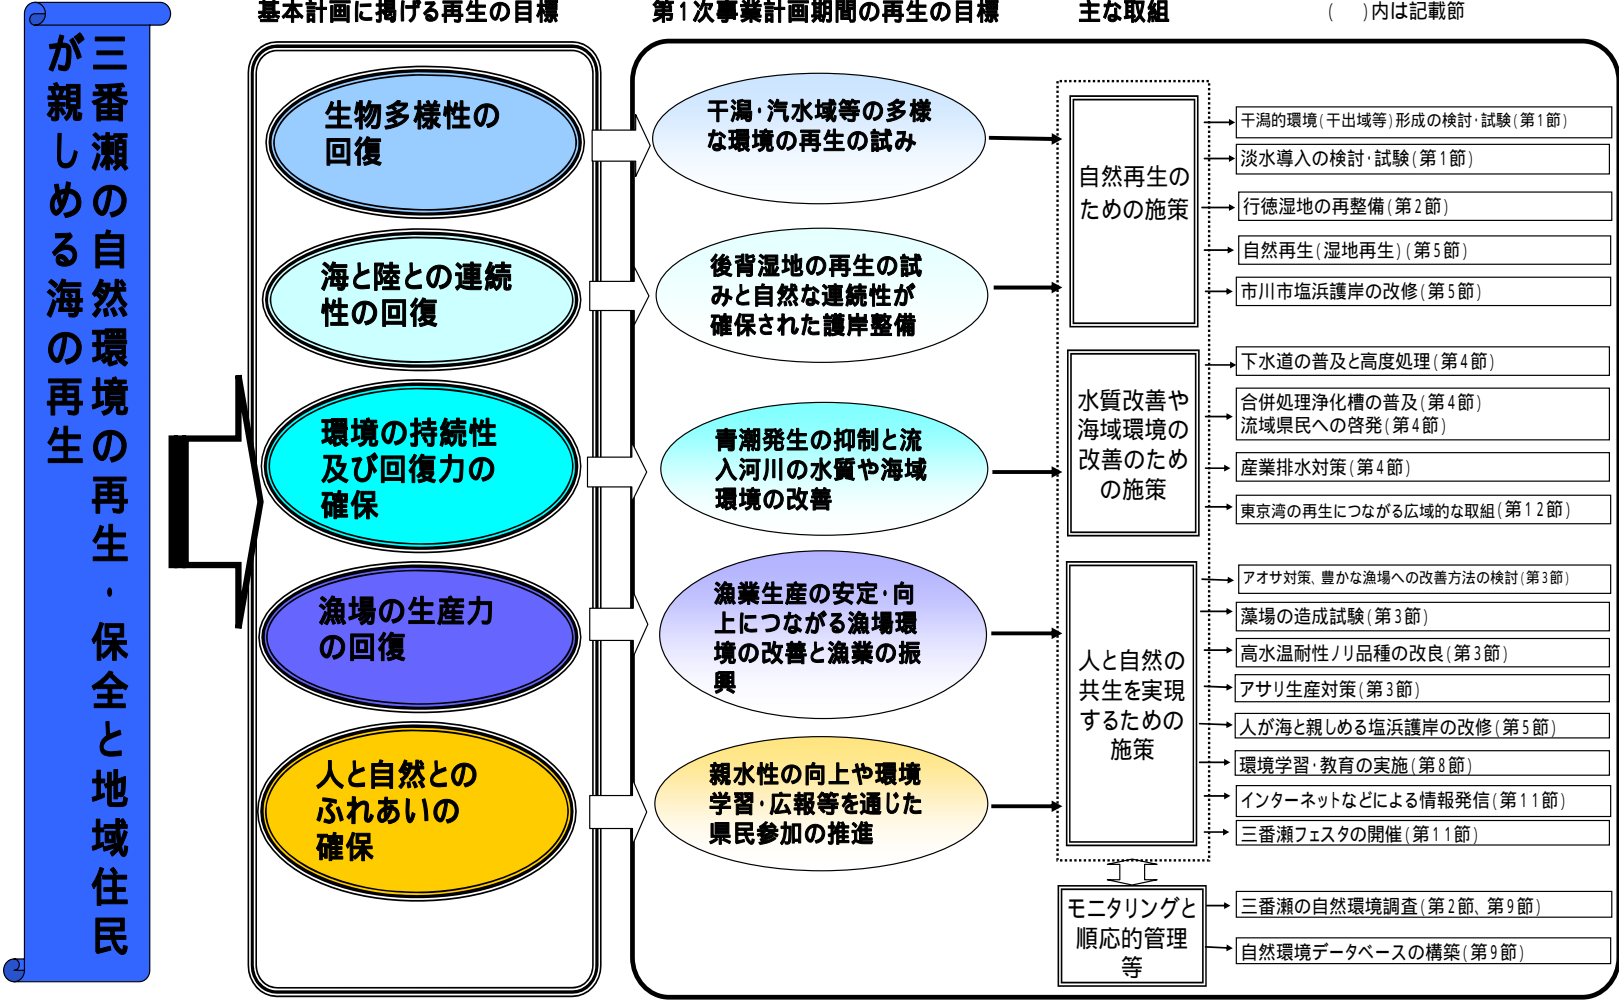 基本計画に掲げる再生の目標
第1次事業計画期間の再生の目標
主な取組
(　)内は記載節
三番瀬の自然環境の再生・保全と地域住民
が親しめる海の再生
生物多様性の
回復
海と陸との連続
性の回復
環境の持続性
及び回復力の
確保
漁場の生産力
の回復
人と自然との
ふれあいの
確保
干潟・汽水域等の多様
な環境の再生の試み
後背湿地の再生の試
みと自然な連続性が
確保された護岸整備
青潮発生の抑制と流
入河川の水質や海域
環境の改善
漁業生産の安定・向
上につながる漁場環
境の改善と漁業の振
興
親水性の向上や環境
学習・広報等を通じた
県民参加の推進
自然再生の
ための施策
干潟的環境(干出域等)形成の検討・試験(第1節)
淡水導入の検討・試験(第1節)
行徳湿地の再整備(第2節)
自然再生(湿地再生)(第5節)
市川市塩浜護岸の改修(第5節)
水質改善や
海域環境の
改善のため
の施策
下水道の普及と高度処理(第4節)
合併処理浄化槽の普及(第4節)
流域県民への啓発(第4節)
産業排水対策(第4節)
東京湾の再生につながる広域的な取組(第12節)
人と自然の
共生を実現
するための
施策
アオサ対策、豊かな漁場への改善方法の検討(第3節)
藻場の造成試験(第3節)
高水温耐性ノリ品種の改良(第3節)
アサリ生産対策(第3節)
人が海と親しめる塩浜護岸の改修(第5節)
環境学習・教育の実施(第8節)
インターネットなどによる情報発信(第11節)
三番瀬フェスタの開催(第11節)
モニタリングと
順応的管理
等
三番瀬の自然環境調査(第2節、第9節)
自然環境データベースの構築(第9節)